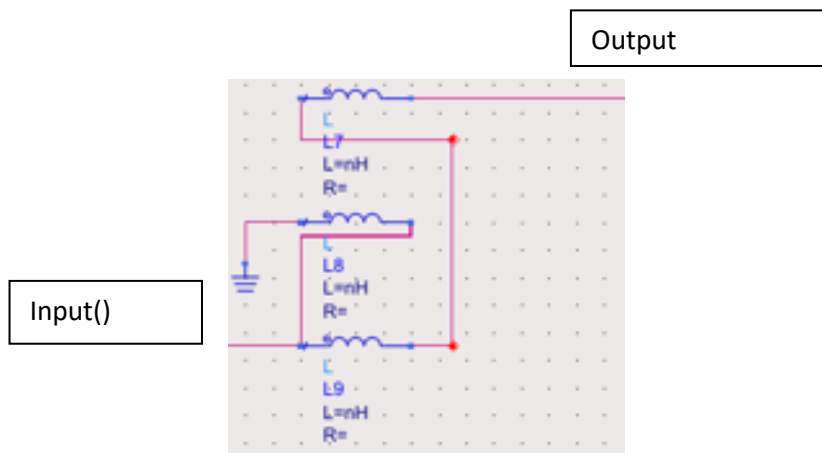 Output
L
L7
L=nH
R=
L
L8
L=nH
R=
Input()
L
L9
L=nH
R=